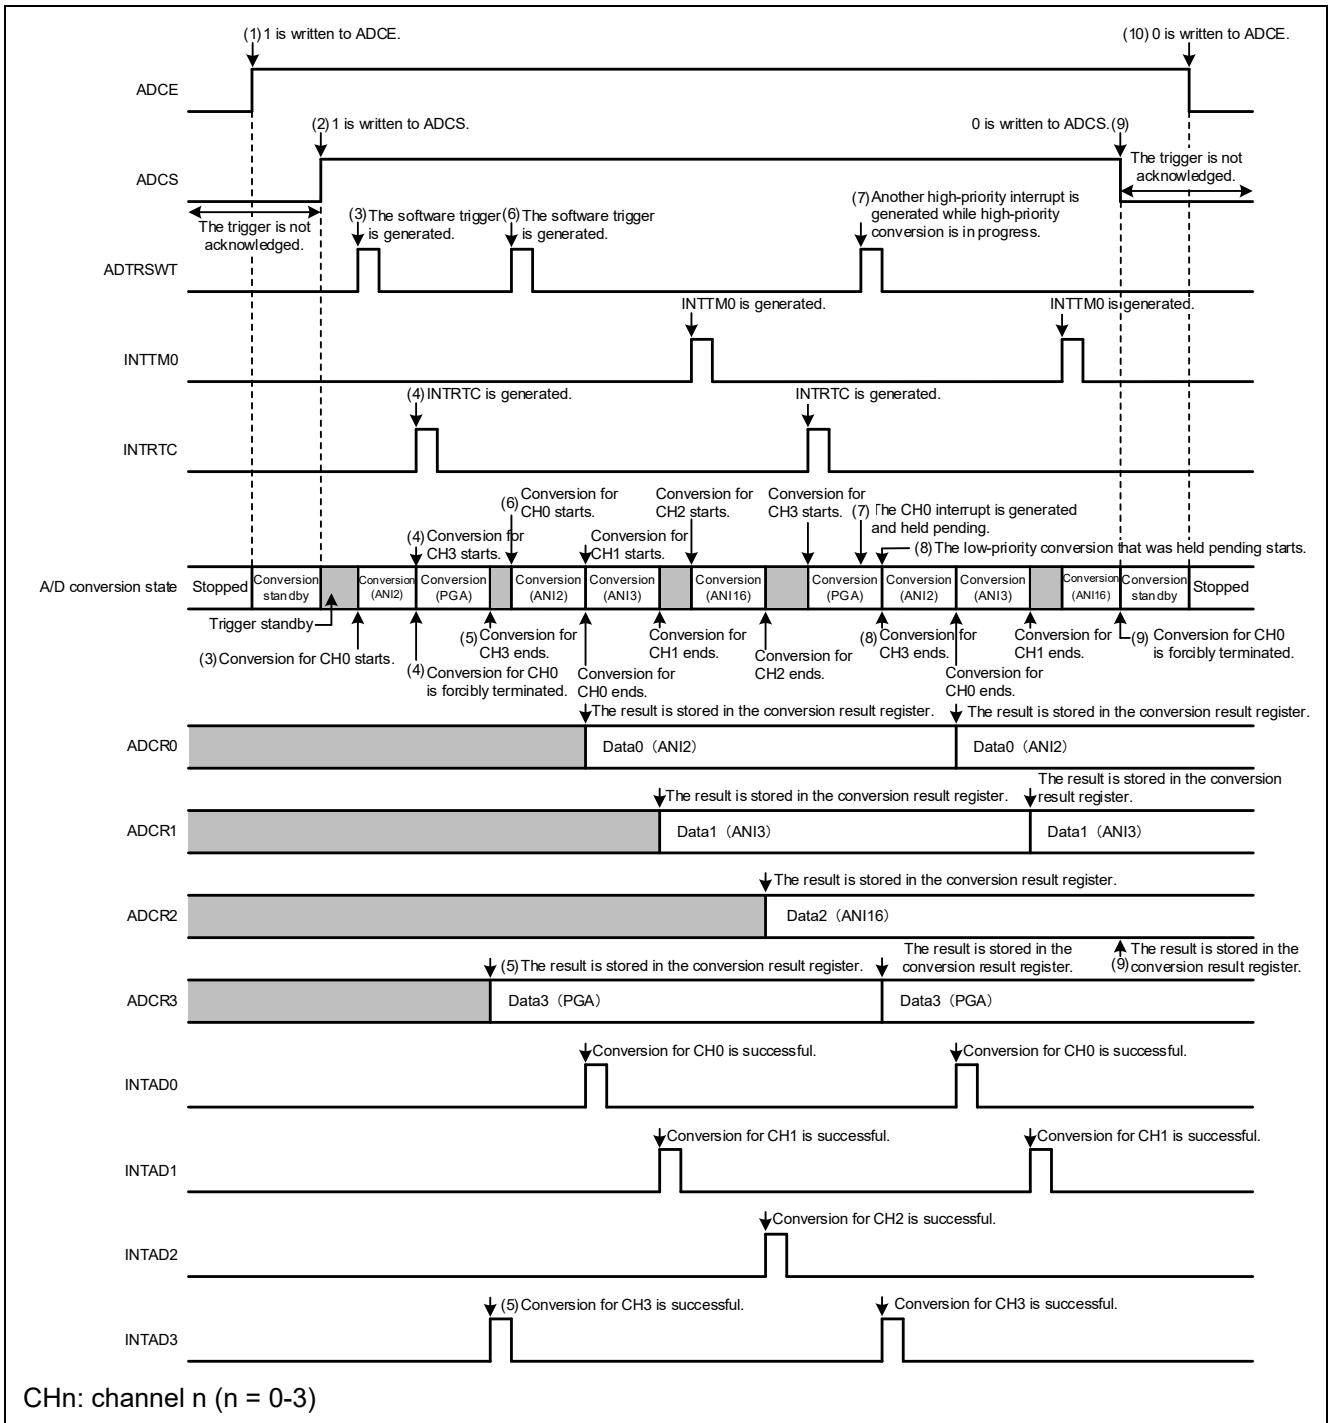 (1) 1 is written to ADCE.
(10) 0 is written to ADCE.
ADCE
(2) 1 is written to ADCS.
0 is written to ADCS. (9)
ADCS
The trigger is not
acknowledged.
The trigger is not
acknowledged.
(3) The software trigger
is generated.
(6) The software trigger
is generated.
(7) Another high-priority interrupt is
generated while high-priority
conversion is in progress.
ADTRSWT
INTTM0 is generated.
INTTM0 is generated.
INTTM0
(4) INTRTC is generated.
INTRTC is generated.
INTRTC
(4) Conversion for
CH3 starts.
(6) Conversion for
CH0 starts.
Conversion for
CH1 starts.
Conversion for
CH2 starts.
Conversion for
CH3 starts.
(7) The CH0 interrupt is generated
and held pending.
(8) The low-priority conversion that was held pending starts.
A/D conversion state
Stopped
Conversion
standby
Conversion
(ANI2)
Conversion
(PGA)
Conversion
(ANI2)
Conversion
(ANI3)
Conversion
(ANI16)
Conversion
(PGA)
Conversion
(ANI2)
Conversion
(ANI3)
Conversion
(ANI16)
Conversion
standby
Stopped
Trigger standby
(3) Conversion for CH0 starts.
(4) Conversion for CH0
is forcibly terminated.
(5) Conversion for
CH3 ends.
Conversion for
CH0 ends.
Conversion for
CH1 ends.
Conversion for
CH2 ends.
(8) Conversion for
CH3 ends.
Conversion for
CH0 ends.
Conversion for
CH1 ends.
(9) Conversion for CH0
is forcibly terminated.
The result is stored in the conversion result register.
The result is stored in the conversion result register.
ADCR0
Data0（ANI2）
Data0（ANI2）
The result is stored in the conversion result register.
The result is stored in the conversion
result register.
ADCR1
Data1（ANI3）
Data1（ANI3）
The result is stored in the conversion result register.
ADCR2
Data2（ANI16）
(5) The result is stored in the conversion result register.
The result is stored in the
conversion result register.
The result is stored in the
(9) conversion result register.
ADCR3
Data3（PGA）
Data3（PGA）
Conversion for CH0 is successful.
Conversion for CH0 is successful.
INTAD0
Conversion for CH1 is successful.
Conversion for CH1 is successful.
INTAD1
Conversion for CH2 is successful.
INTAD2
(5) Conversion for CH3 is successful.
Conversion for CH3 is successful.
INTAD3
CHn: channel n (n = 0-3)